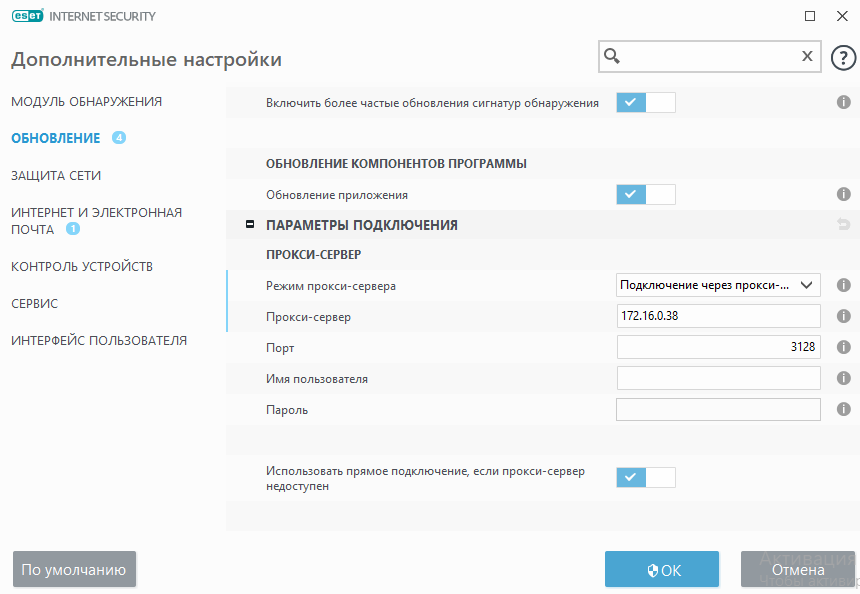 eset INTERNET SECURITY
Дополнительные настройки
x
?
МОДУЛЬ ОБНАРУЖЕНИЯ
ОБНОВЛЕНИЕ 4
ЗАЩИТА СЕТИ
ИНТЕРНЕТ И ЭЛЕКТРОННАЯ
ПОЧТА 1
КОНТРОЛЬ УСТРОЙСТВ
СЕРВИС
ИНТЕРФЕЙС ПОЛЬЗОВАТЕЛЯ
Включить более частые обновления сигнатур обнаружения
ОБНОВЛЕНИЕ КОМПОНЕНТОВ ПРОГРАММЫ
Обновление приложения
ПАРАМЕТРЫ ПОДКЛЮЧЕНИЯ
ПРОКСИ-СЕРВЕР
Режим прокси-сервера Подключение через прокси-...
Прокси-сервер 172.16.0.38
Порт 3128
Имя пользователя
Пароль
Использовать прямое подключение, если прокси-сервер
недоступен
По умолчанию
OK
Отмена
Активация
Чтобы активир